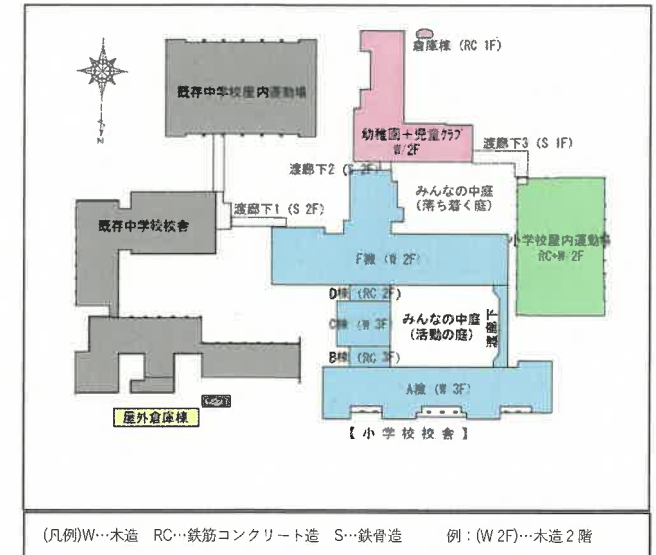 倉庫棟 (RC 1F)
既存中学校屋内運動場
幼稚園+児童クラブ
W 2F
渡廊下3 (S 1F)
渡廊下2 (S 2F)
みんなの中庭
(落ち着く庭)
渡廊下1 (S 2F)
既存中学校校舎
小学校屋内運動場
RC+W 2F
F棟 (W 2F)
D棟 (RC 2F)
C棟 (W 3F)
みんなの中庭
(活動の庭)
渡廊下
B棟 (RC 3F)
A棟 (W 3F)
屋外倉庫棟
【小学校校舎】
N
(凡例)W…木造 RC…鉄筋コンクリート造 S…鉄骨造 例:(W 2F)…木造2階